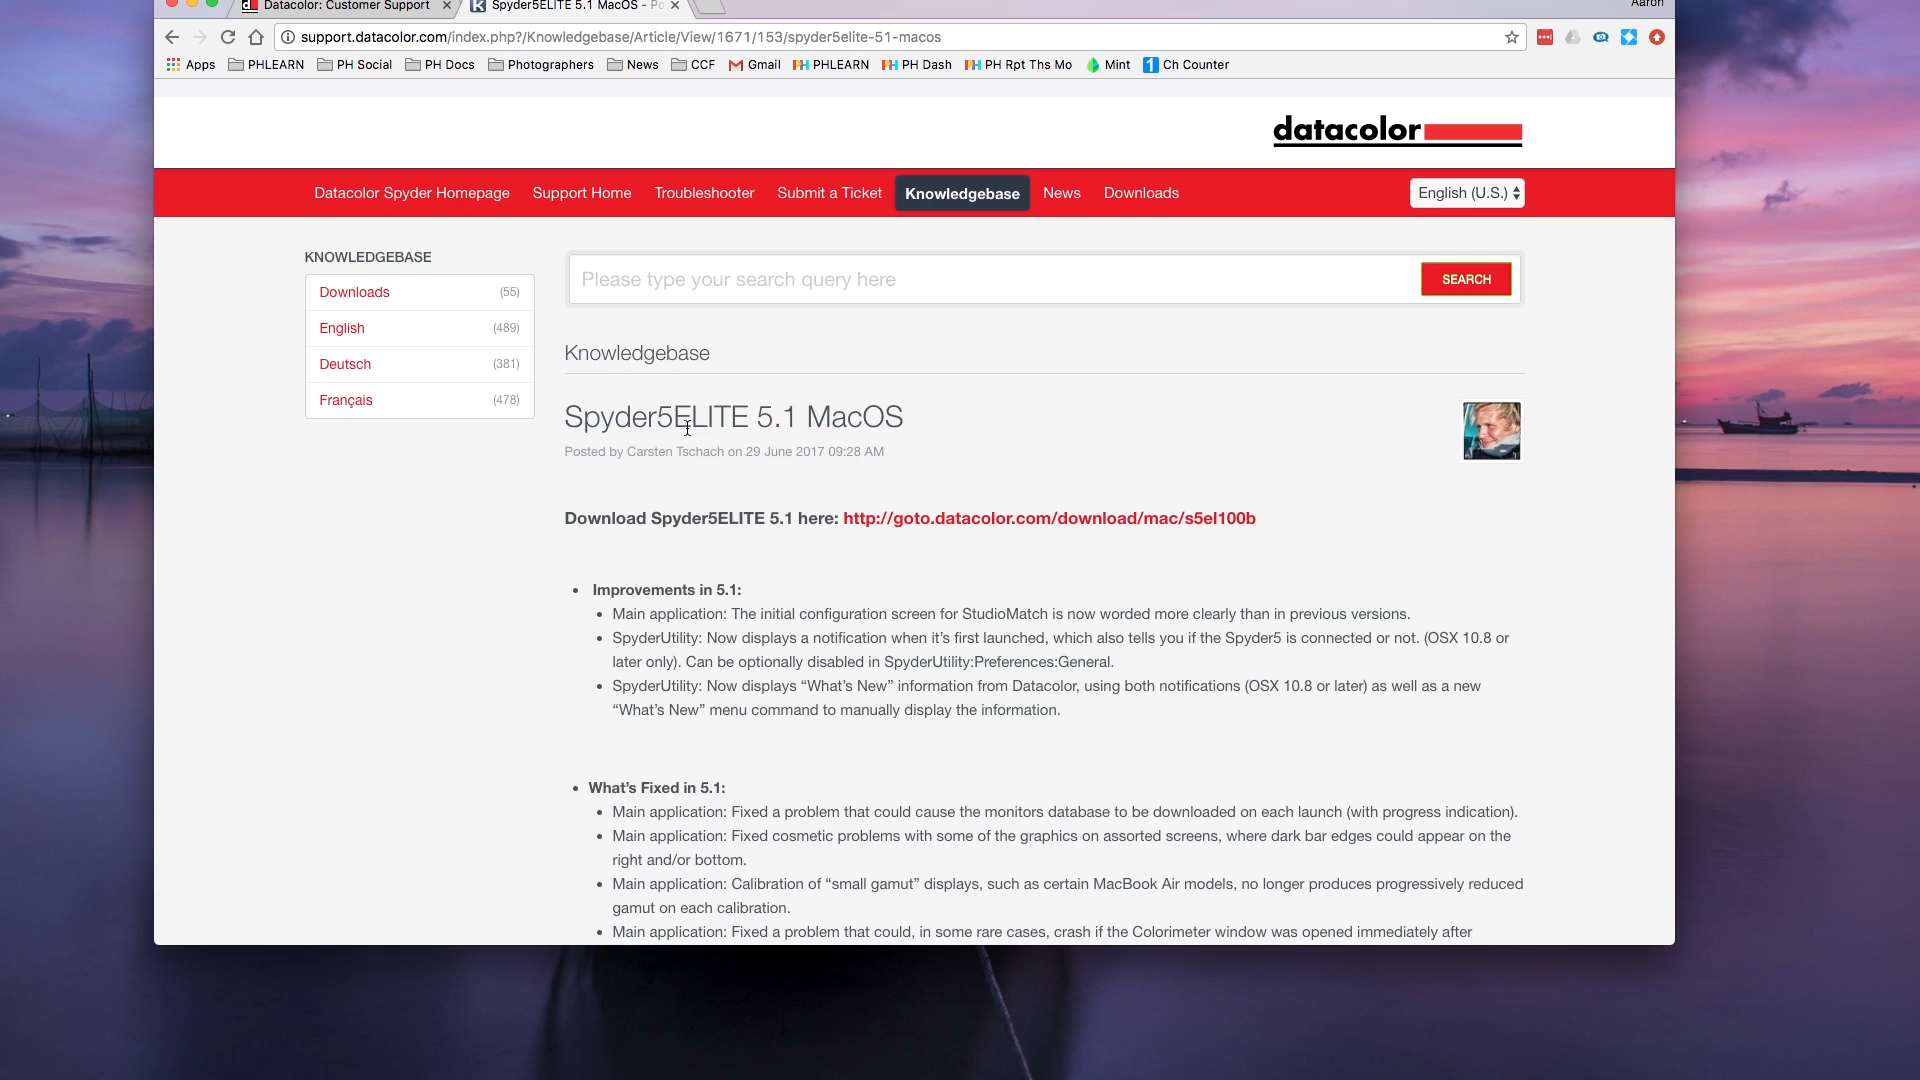 Datacolor: Customer Support
Spyder5ELITE 5.1 MacOS - Po
Aaron
support.datacolor.com/index.php?/Knowledgebase/Article/View/1671/153/spyder5elite-51-macos
Apps PHLEARN PH Social PH Docs Photographers News CCF Gmail PHLEARN PH Dash PH Rpt Ths Mo Mint 1 Ch Counter
datacolor
Datacolor Spyder Homepage Support Home Troubleshooter Submit a Ticket Knowledgebase News Downloads English (U.S.)
KNOWLEDGEBASE
Downloads (55)
English (489)
Deutsch (381)
Français (478)
Please type your search query here
SEARCH
Knowledgebase
Spyder5ELITE 5.1 MacOS
Posted by Carsten Tschach on 29 June 2017 09:28 AM
Download Spyder5ELITE 5.1 here: http://goto.datacolor.com/download/mac/s5el100b
• Improvements in 5.1:
• Main application: The initial configuration screen for StudioMatch is now worded more clearly than in previous versions.
• SpyderUtility: Now displays a notification when it’s first launched, which also tells you if the Spyder5 is connected or not. (OSX 10.8 or
later only). Can be optionally disabled in SpyderUtility:Preferences:General.
• SpyderUtility: Now displays “What’s New” information from Datacolor, using both notifications (OSX 10.8 or later) as well as a new
“What’s New” menu command to manually display the information.
• What’s Fixed in 5.1:
• Main application: Fixed a problem that could cause the monitors database to be downloaded on each launch (with progress indication).
• Main application: Fixed cosmetic problems with some of the graphics on assorted screens, where dark bar edges could appear on the
right and/or bottom.
• Main application: Calibration of “small gamut” displays, such as certain MacBook Air models, no longer produces progressively reduced
gamut on each calibration.
• Main application: Fixed a problem that could, in some rare cases, crash if the Colorimeter window was opened immediately after